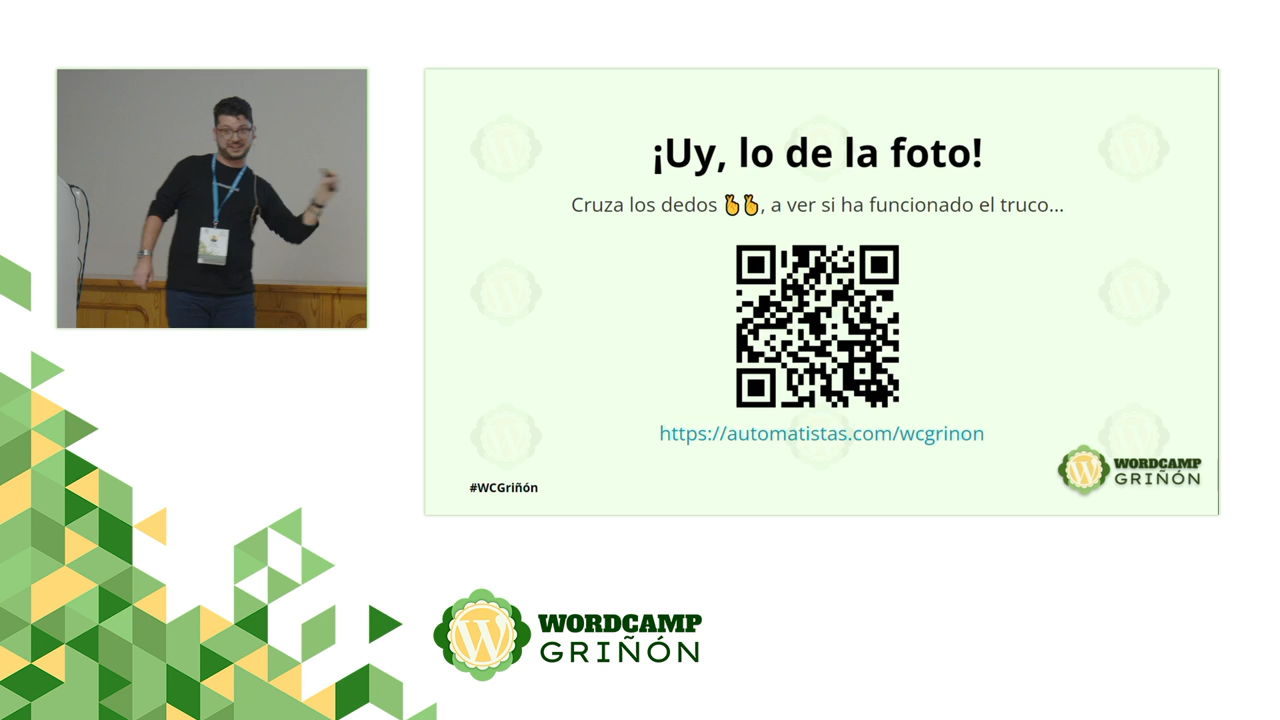 ¡Uy, lo de la foto!
Cruza los dedos 🫰🫰, a ver si ha funcionado el truco...
https://automatistas.com/wcgrinon
#WCGriñón
WORDCAMP
GRIÑÓN
WORDCAMP
GRIÑÓN